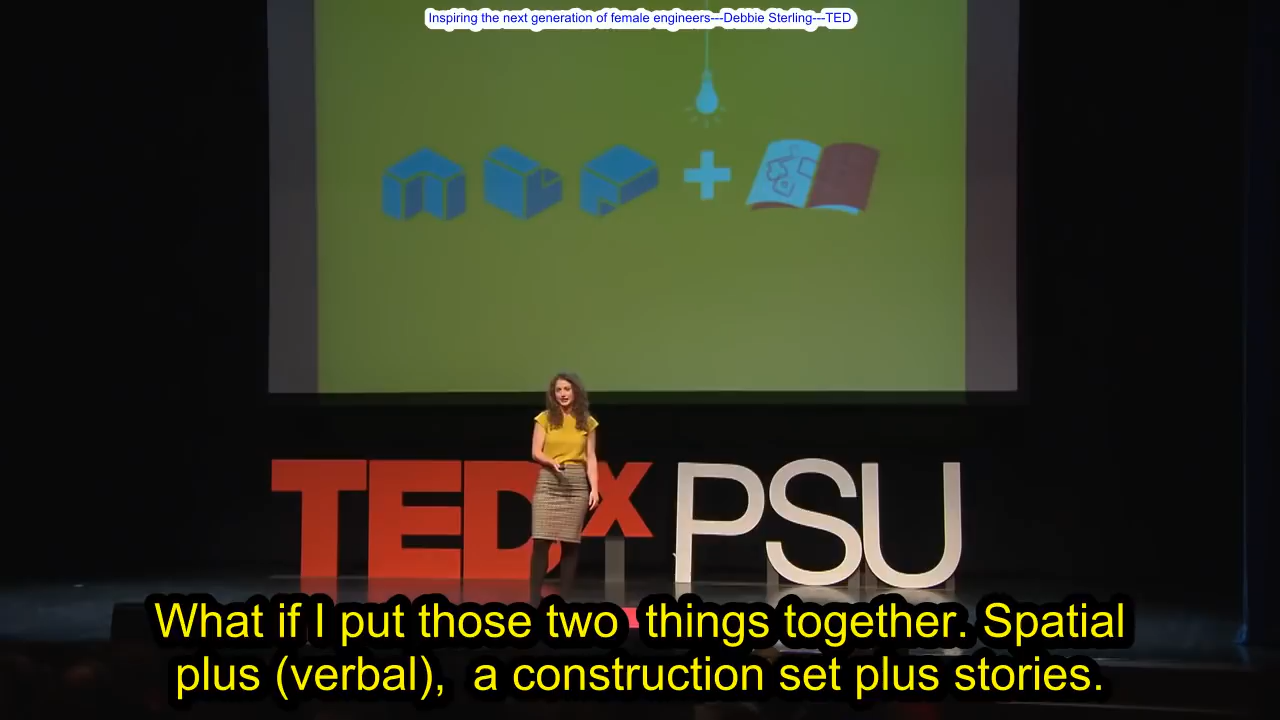 Inspiring the next generation of female engineers---Debbie Sterling---TED
TEDx PSU
What if I put those two  things together. Spatial
plus (verbal),  a construction set plus stories.